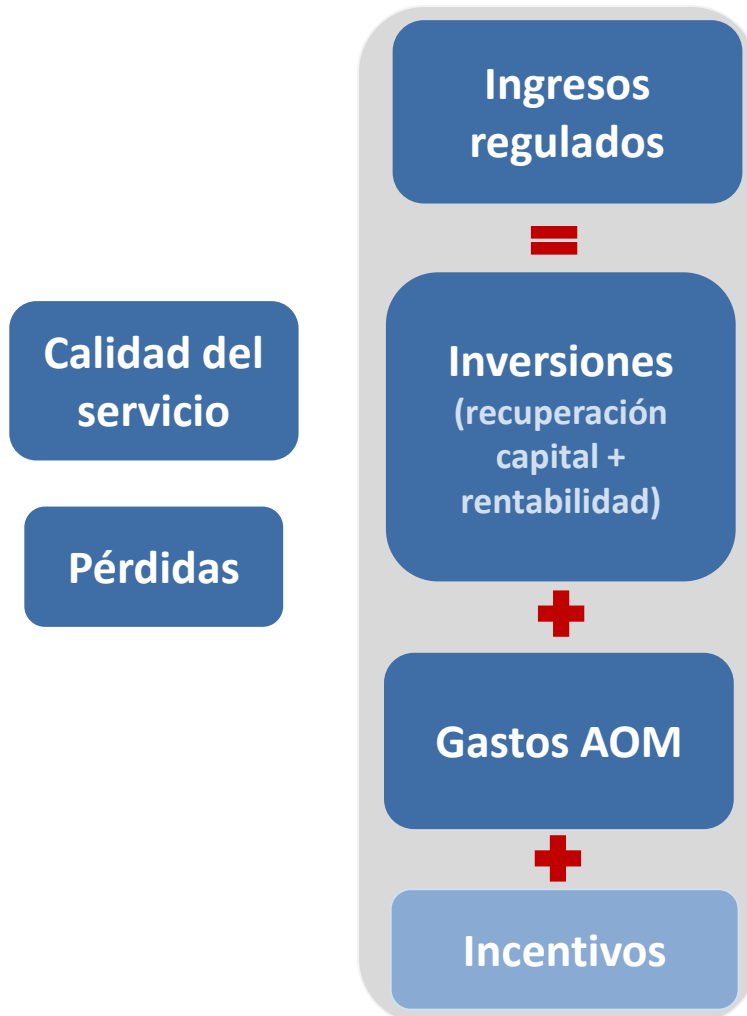 Ingresos
regulados
Calidad del
servicio
Pérdidas
Inversiones
(recuperación
capital +
rentabilidad)
Gastos AOM
Incentivos